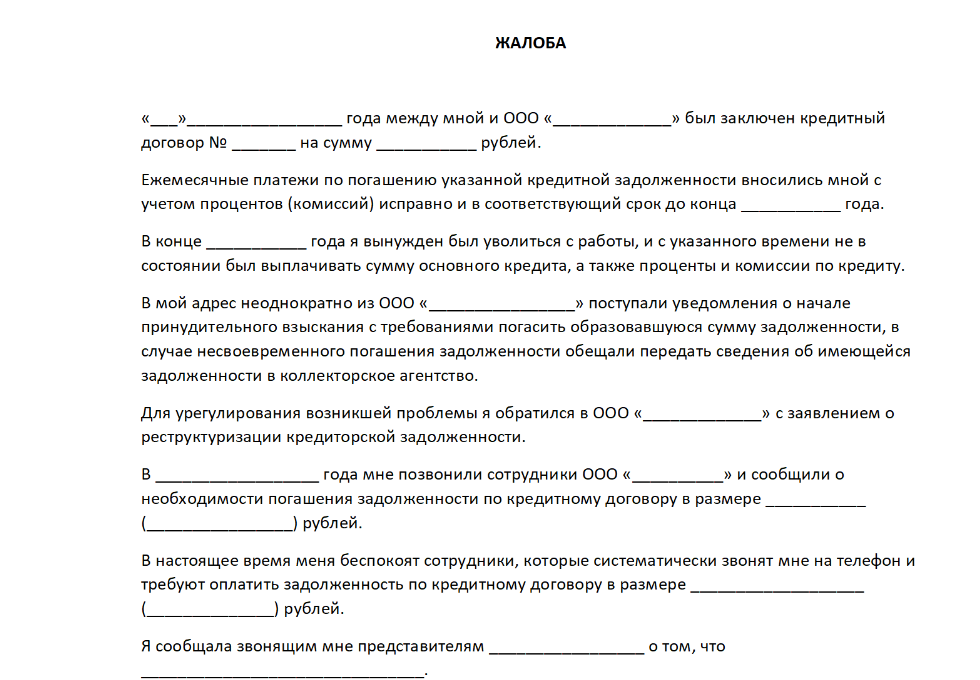 ЖАЛОБА
«___»_________________ года между мной и ООО «_____________» был заключен кредитный
договор № _______ на сумму ___________ рублей.
Ежемесячные платежи по погашению указанной кредитной задолженности вносились мной с
учетом процентов (комиссий) исправно и в соответствующий срок до конца ___________ года.
В конце ___________ года я вынужден был уволиться с работы, и с указанного времени не в
состоянии был выплачивать сумму основного кредита, а также проценты и комиссии по кредиту.
В мой адрес неоднократно из ООО «________________» поступали уведомления о начале
принудительного взыскания с требованиями погасить образовавшуюся сумму задолженности, в
случае несвоевременного погашения задолженности обещали передать сведения об имеющейся
задолженности в коллекторское агентство.
Для урегулирования возникшей проблемы я обратился в ООО «_____________» с заявлением о
реструктуризации кредиторской задолженности.
В __________________ года мне позвонили сотрудники ООО «__________» и сообщили о
необходимости погашения задолженности по кредитному договору в размере ___________
(________________) рублей.
В настоящее время меня беспокоят сотрудники, которые систематически звонят мне на телефон и
требуют оплатить задолженность по кредитному договору в размере ___________________
(______________) рублей.
Я сообщала звонящим мне представителям _________________ о том, что
_______________________________.